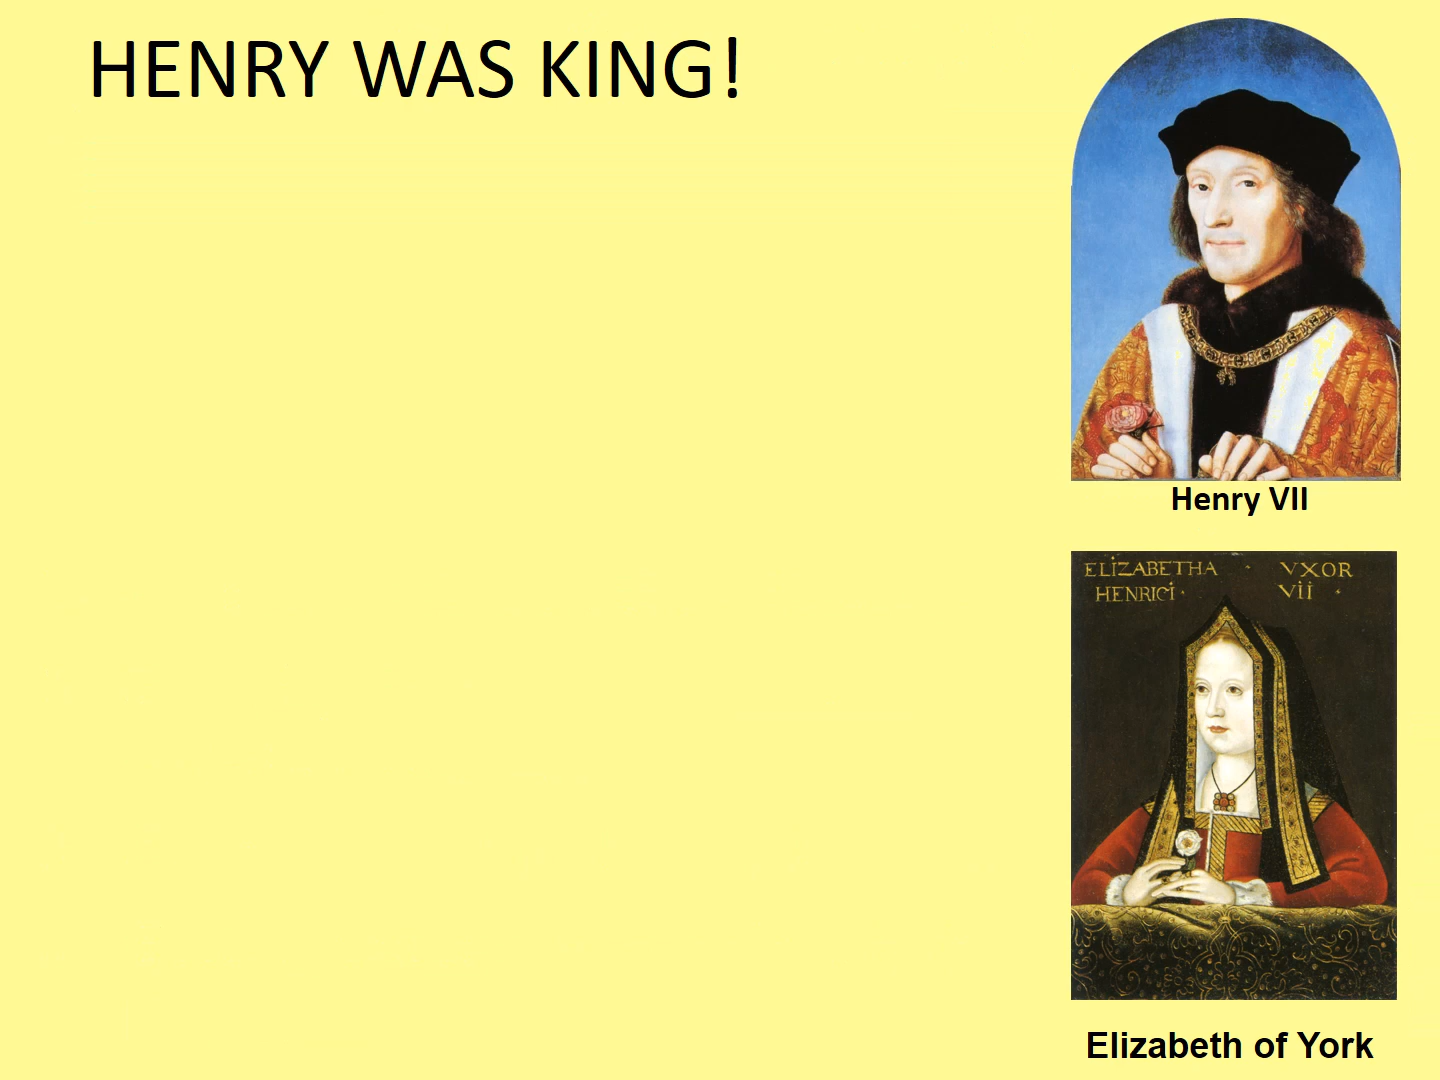 HENRY WAS KING!
Henry VII
ELIZABETHA · VXOR
HENRICI · VII ·
Elizabeth of York